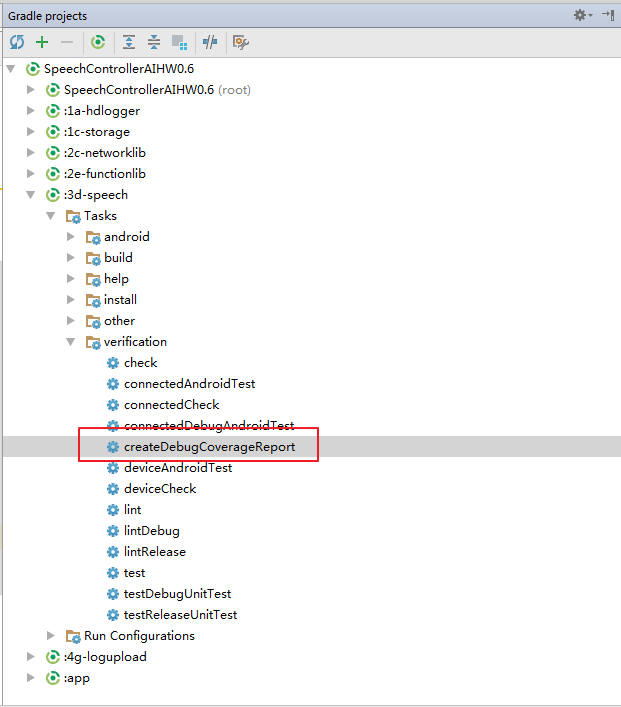 Gradle projects
SpeechControllerAIHW0.6
SpeechControllerAIHW0.6 (root)
:1a-hdlogger
:1c-storage
:2c-networklib
:2e-functionlib
:3d-speech
Tasks
android
build
help
install
other
verification
check
connectedAndroidTest
connectedCheck
connectedDebugAndroidTest
createDebugCoverageReport
deviceAndroidTest
deviceCheck
lint
lintDebug
lintRelease
test
testDebugUnitTest
testReleaseUnitTest
Run Configurations
:4g-logupload
:app